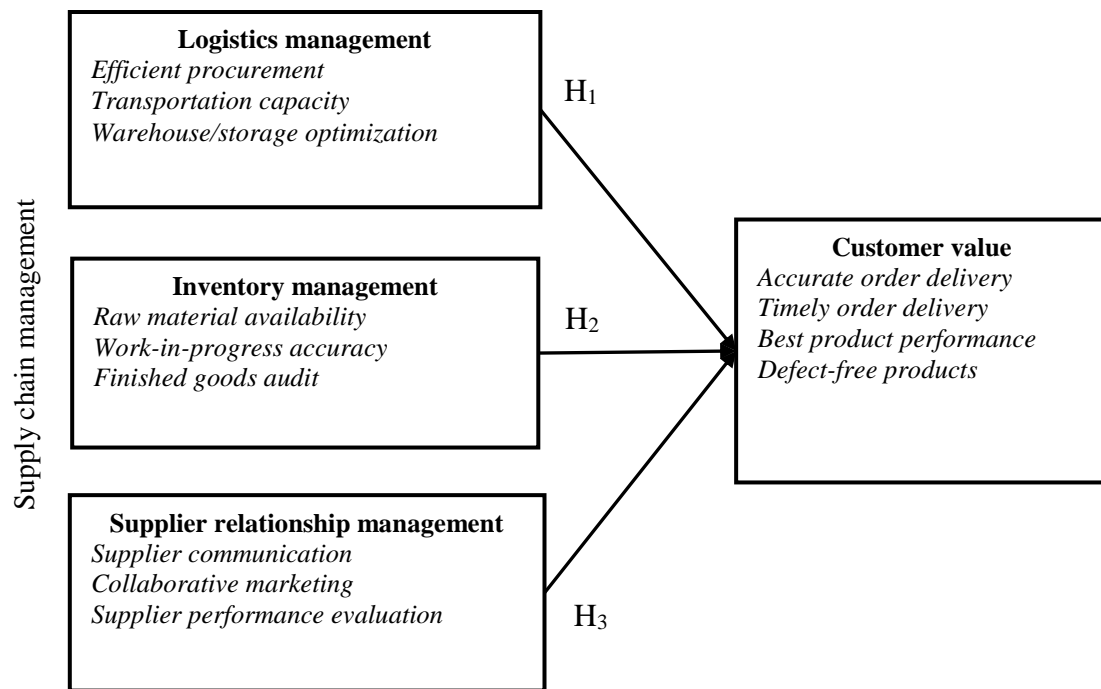 Supply chain management
Logistics management
Efficient procurement
Transportation capacity
Warehouse/storage optimization
H₁
Inventory management
Raw material availability
Work-in-progress accuracy
Finished goods audit
H₂
Supplier relationship management
Supplier communication
Collaborative marketing
Supplier performance evaluation
H₃
Customer value
Accurate order delivery
Timely order delivery
Best product performance
Defect-free products